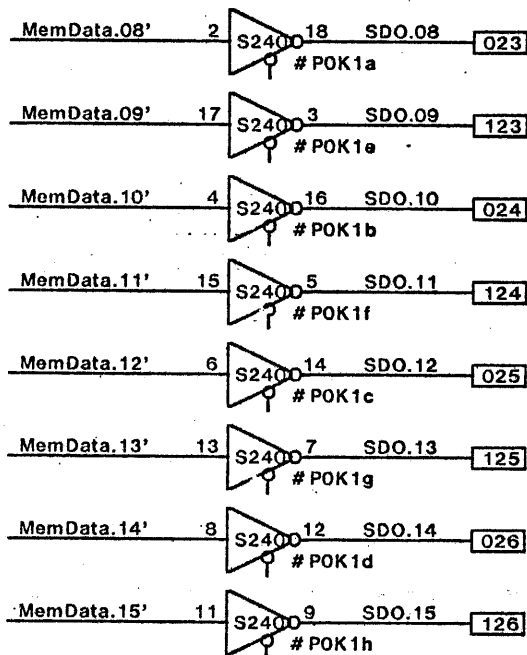 MemData.08' 2 S240 18 SDO.08 023
#POK1a
MemData.09' 17 S240 3 SDO.09 123
#POK1e
MemData.10' 4 S240 16 SDO.10 024
#POK1b
MemData.11' 15 S240 5 SDO.11 124
#POK1f
MemData.12' 6 S240 14 SDO.12 025
#POK1c
MemData.13' 13 S240 7 SDO.13 125
#POK1g
MemData.14' 8 S240 12 SDO.14 026
#POK1d
MemData.15' 11 S240 9 SDO.15 126
#POK1h